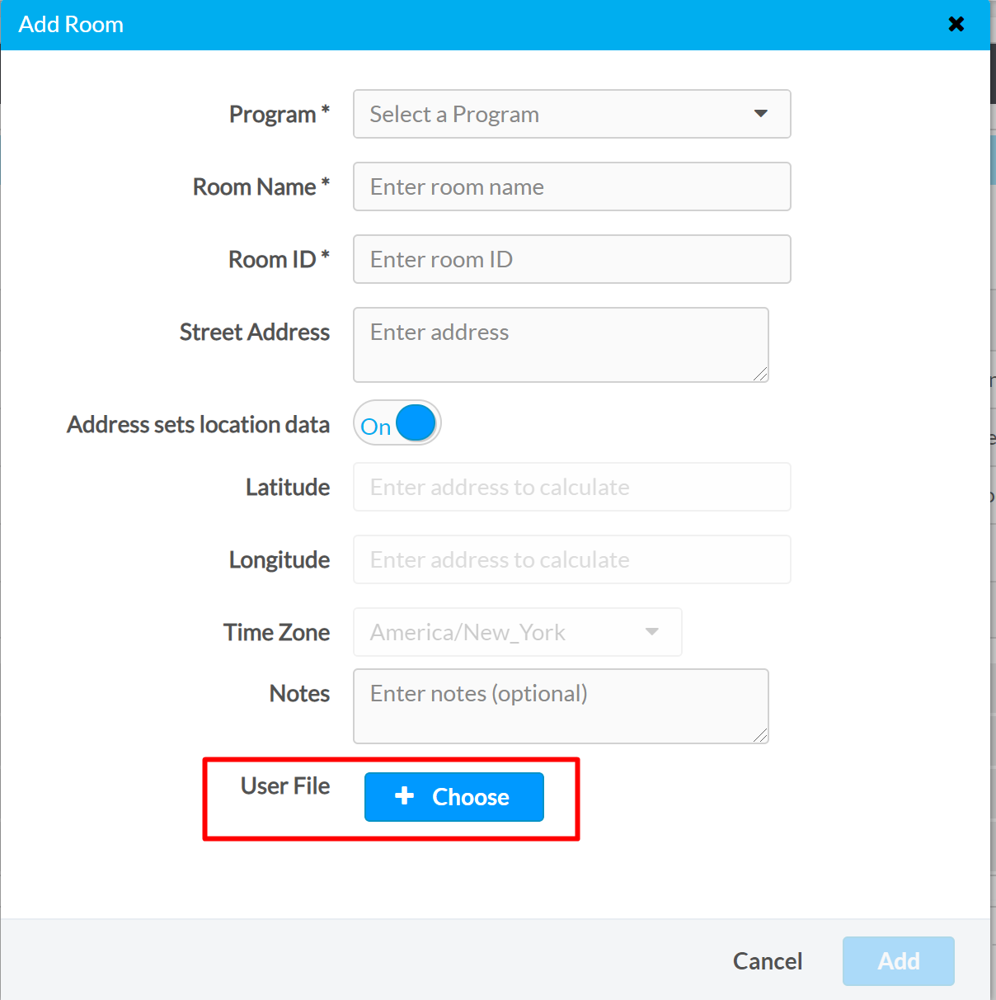 Add Room
Program * Select a Program
Room Name * Enter room name
Room ID * Enter room ID
Street Address Enter address
Address sets location data On
Latitude Enter address to calculate
Longitude Enter address to calculate
Time Zone America/New_York
Notes Enter notes (optional)
User File Choose
Cancel Add